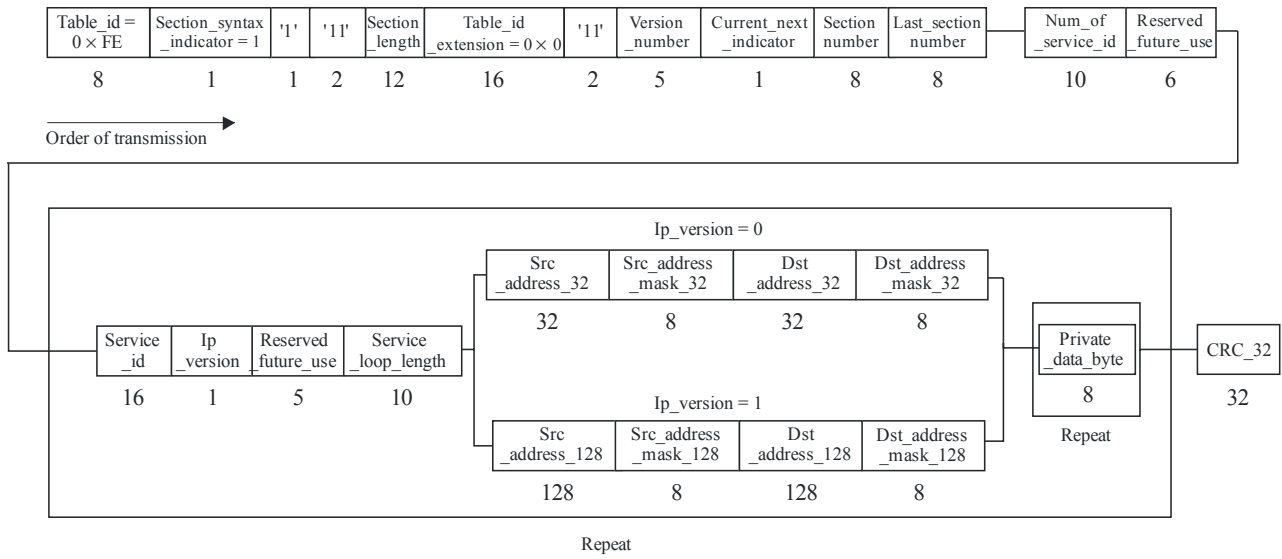 Table_id = 0 × FE
Section_syntax _indicator = 1
'1'
'11'
Section _length
Table_id _extension = 0 × 0
'11'
Version _number
Current_next _indicator
Section number
Last_section number
Num_of _service_id
Reserved _future_use
8
1
1
2
12
16
2
5
1
8
8
10
6
Order of transmission
Ip_version = 0
Src _address_32
Src_address _mask_32
Dst _address_32
Dst_address _mask_32
32
8
32
8
Service _id
Ip _version
Reserved _future_use
Service _loop_length
16
1
5
10
Private _data_byte
8
Repeat
CRC_32
32
Ip_version = 1
Src _address_128
Src_address _mask_128
Dst _address_128
Dst_address _mask_128
128
8
128
8
Repeat